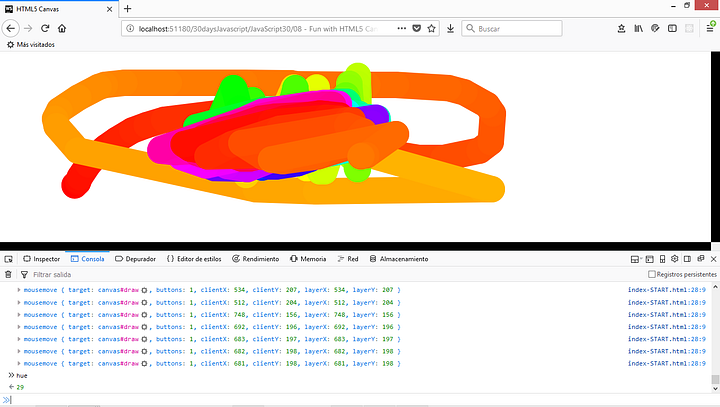 HTML5 Canvas
localhost:51180/30daysJavascript/JavaScript30/08 - Fun with HTML5 Can
Buscar
Más visitados
Inspector Consola Depurador { } Editor de estilos Rendimiento Memoria Red Almacenamiento
Filtrar salida Registros persistentes
mousemove { target: canvas#draw, buttons: 1, clientX: 534, clientY: 207, layerX: 534, layerY: 207 } index-START.html:28:9
mousemove { target: canvas#draw, buttons: 1, clientX: 512, clientY: 204, layerX: 512, layerY: 204 } index-START.html:28:9
mousemove { target: canvas#draw, buttons: 1, clientX: 748, clientY: 156, layerX: 748, layerY: 156 } index-START.html:28:9
mousemove { target: canvas#draw, buttons: 1, clientX: 692, clientY: 196, layerX: 692, layerY: 196 } index-START.html:28:9
mousemove { target: canvas#draw, buttons: 1, clientX: 683, clientY: 197, layerX: 683, layerY: 197 } index-START.html:28:9
mousemove { target: canvas#draw, buttons: 1, clientX: 682, clientY: 198, layerX: 682, layerY: 198 } index-START.html:28:9
mousemove { target: canvas#draw, buttons: 1, clientX: 681, clientY: 198, layerX: 681, layerY: 198 } index-START.html:28:9
hue
29